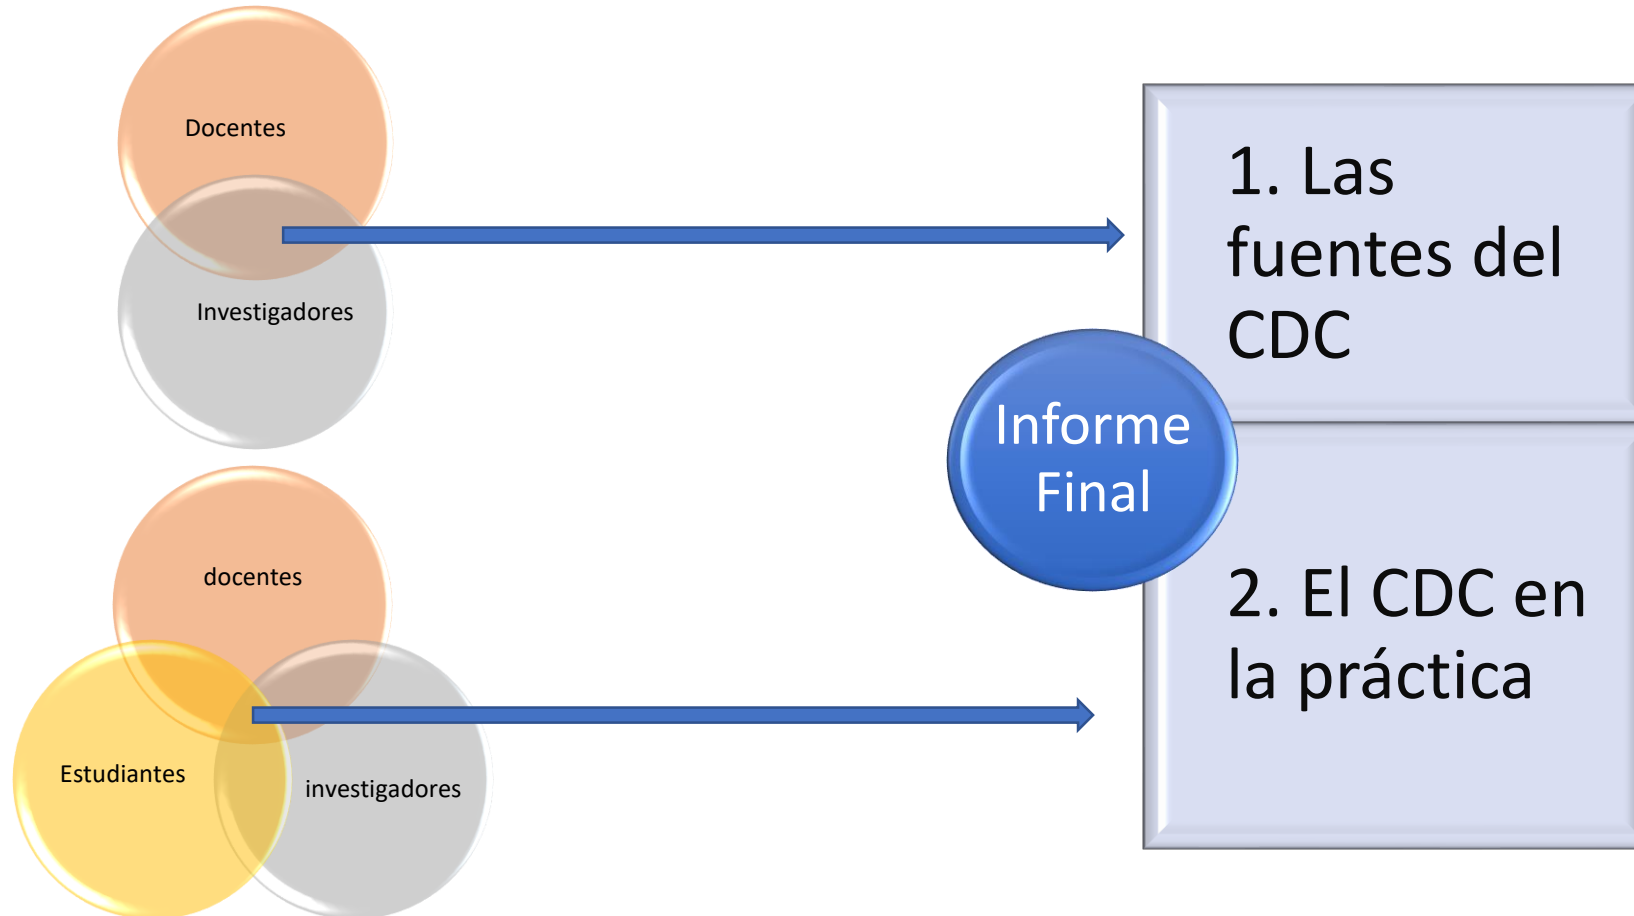 Docentes
Investigadores
1. Las
fuentes del
CDC
Informe
Final
docentes
Estudiantes
investigadores
2. El CDC en
la práctica